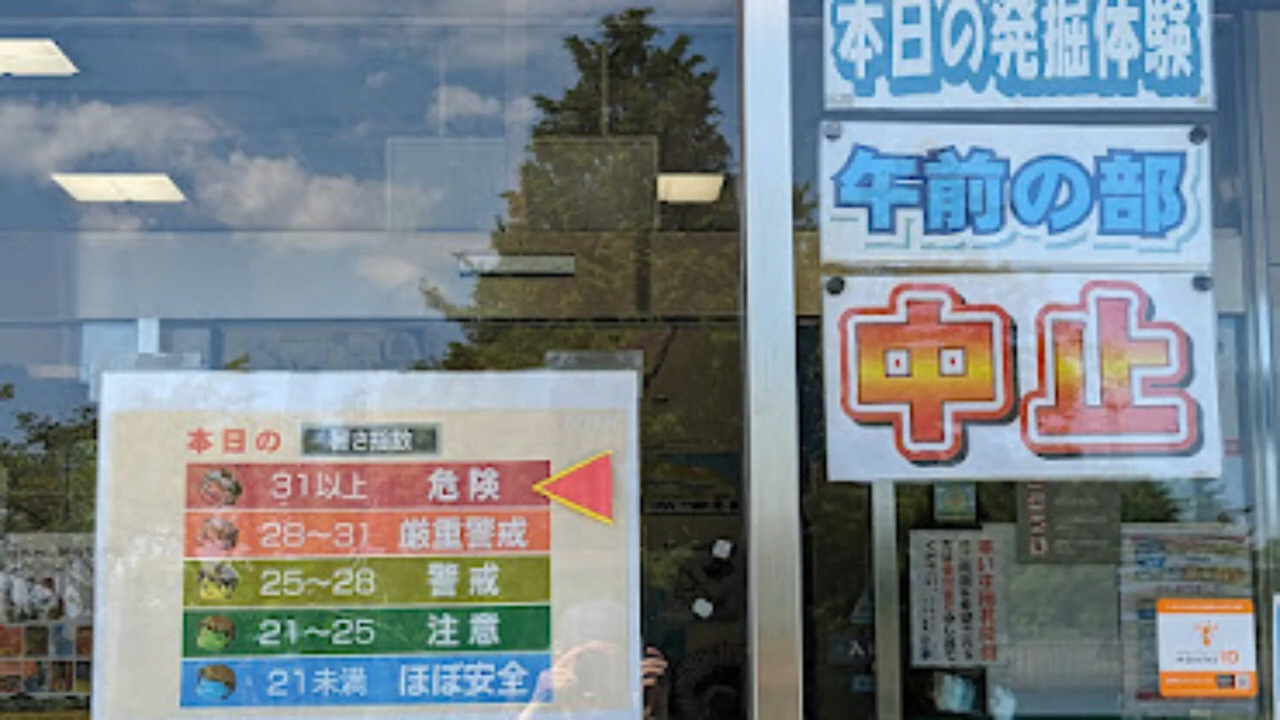 本日の発掘体験
午前の部
中止
本日の 暑さ指数
31以上 危険
28〜31 厳重警戒
25〜28 警戒
21〜25 注意
21未満 ほぼ安全